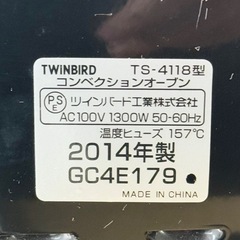 TWINBIRD TS-4118型
コンベクションオーブン
PSE ツインバード工業株式会社
AC100V 1300W 50-60Hz
温度ヒューズ 157℃
2014年製
GC4E179
MADE IN CHINA